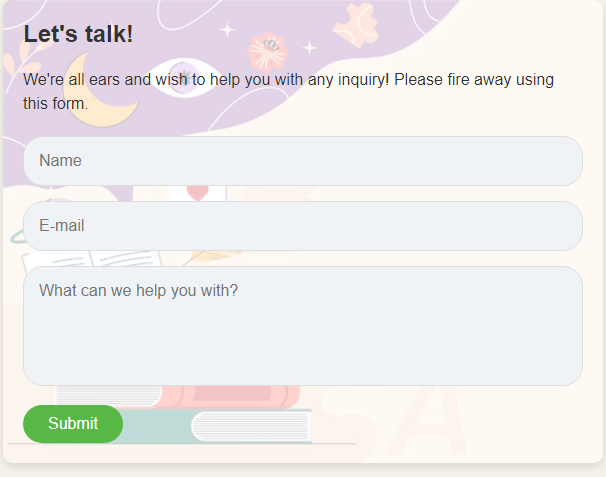 Let's talk!
We're all ears and wish to help you with any inquiry! Please fire away using
this form.
Name
E-mail
What can we help you with?
Submit